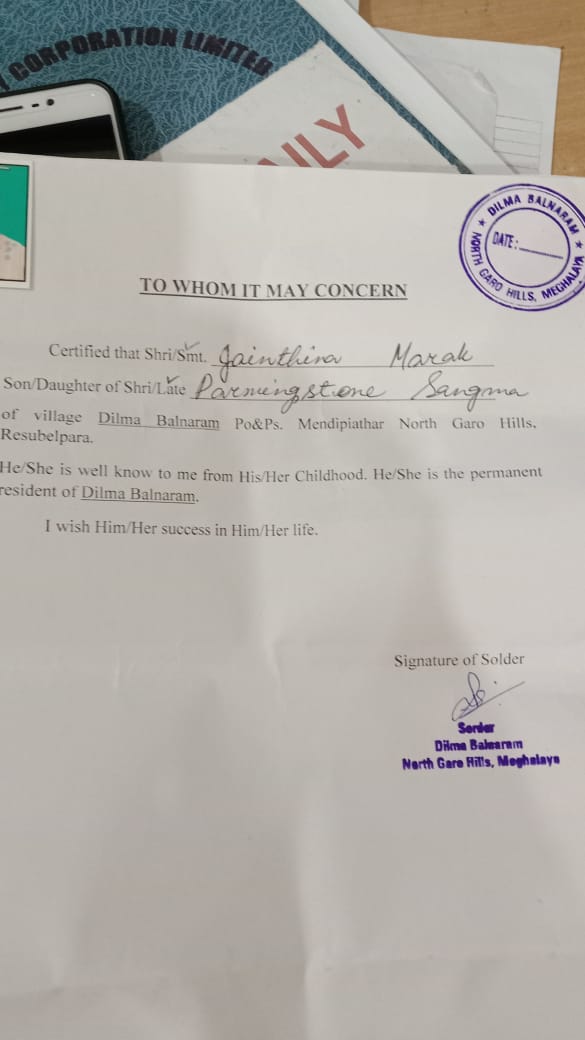 CORPORATION LIMITED
ILY
★ DILMA BALNARAM ★
DATE:
NORTH GARO HILLS, MEGHALAYA
TO WHOM IT MAY CONCERN
Certified that Shri/Smt. Jainthina Marak
Son/Daughter of Shri/Late Parmingstone Sangma
of village Dilma Balnaram Po&Ps. Mendipiathar North Garo Hills,
Resubelpara.
He/She is well know to me from His/Her Childhood. He/She is the permanent
resident of Dilma Balnaram.
I wish Him/Her success in Him/Her life.
Signature of Solder
Sordar
Dilma Balnaram
North Garo Hills, Meghalaya